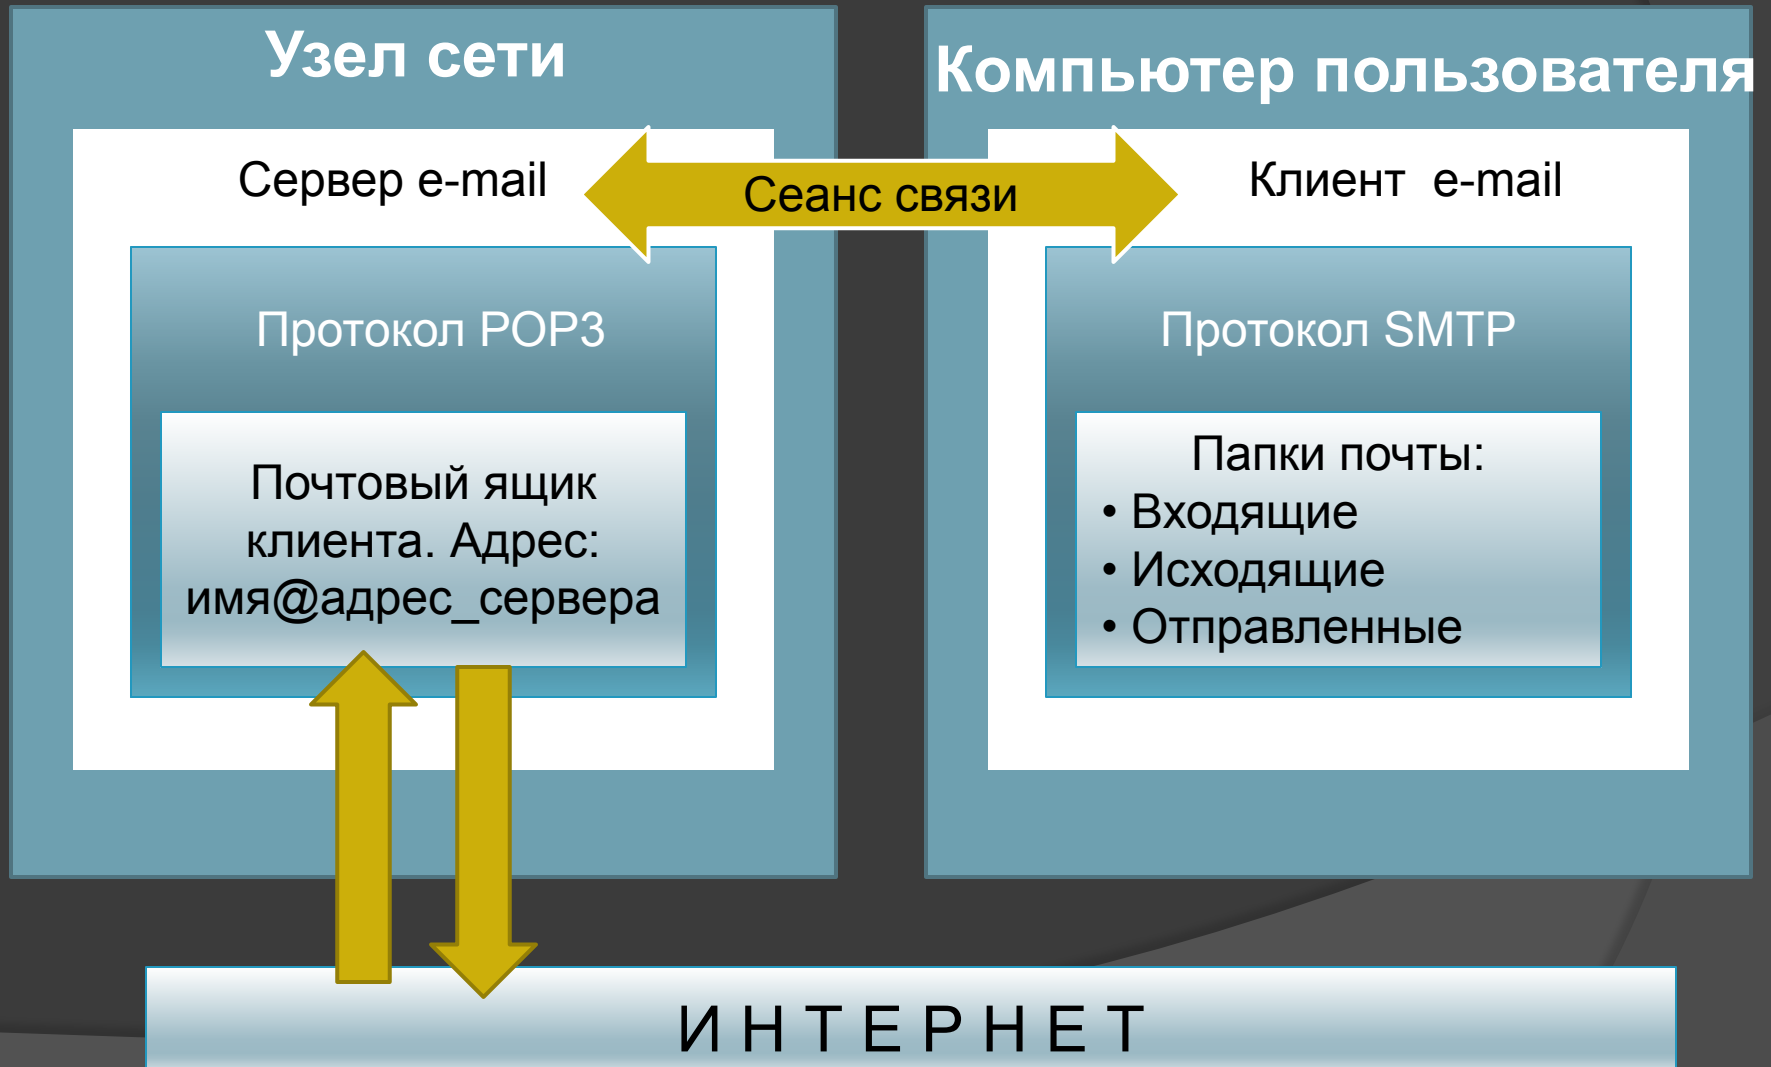 Узел сети
Компьютер пользователя
Сервер e-mail
Сеанс связи
Клиент e-mail
Протокол POP3
Протокол SMTP
Почтовый ящик
клиента. Адрес:
имя@адрес_сервера
Папки почты:
• Входящие
• Исходящие
• Отправленные
И Н Т Е Р Н Е Т